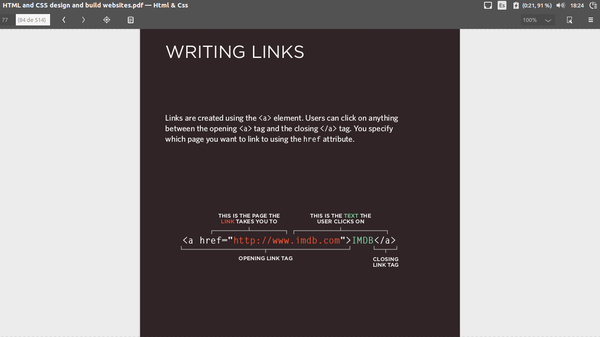 HTML and CSS design and build websites.pdf — Html & Css
Es (0:21, 91 %) 18:24
77 (84 de 514) 100%
WRITING LINKS
Links are created using the <a> element. Users can click on anything
between the opening <a> tag and the closing </a> tag. You specify
which page you want to link to using the href attribute.
THIS IS THE PAGE THE
LINK TAKES YOU TO
THIS IS THE TEXT THE
USER CLICKS ON
<a href="http://www.imdb.com">IMDB</a>
OPENING LINK TAG
CLOSING
LINK TAG